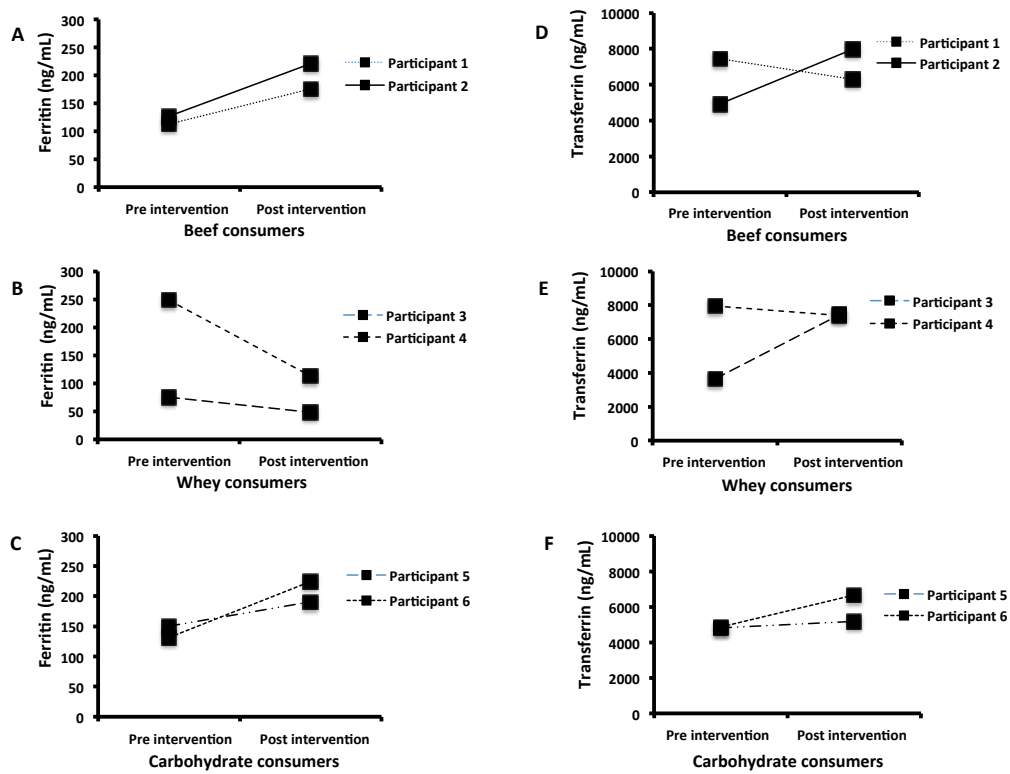 A
Ferritin (ng/mL)
300
250
200
150
100
50
0
Pre intervention Post intervention
Beef consumers
Participant 1
Participant 2
D
Transferrin (ng/mL)
10000
8000
6000
4000
2000
0
Pre intervention Post intervention
Beef consumers
Participant 1
Participant 2
B
Ferritin (ng/mL)
300
250
200
150
100
50
0
Pre intervention Post intervention
Whey consumers
Participant 3
Participant 4
E
Transferrin (ng/mL)
10000
8000
6000
4000
2000
0
Pre intervention Post intervention
Whey consumers
Participant 3
Participant 4
C
Ferritin (ng/mL)
300
250
200
150
100
50
0
Pre intervention Post intervention
Carbohydrate consumers
Participant 5
Participant 6
F
Transferrin (ng/mL)
10000
8000
6000
4000
2000
0
Pre intervention Post intervention
Carbohydrate consumers
Participant 5
Participant 6